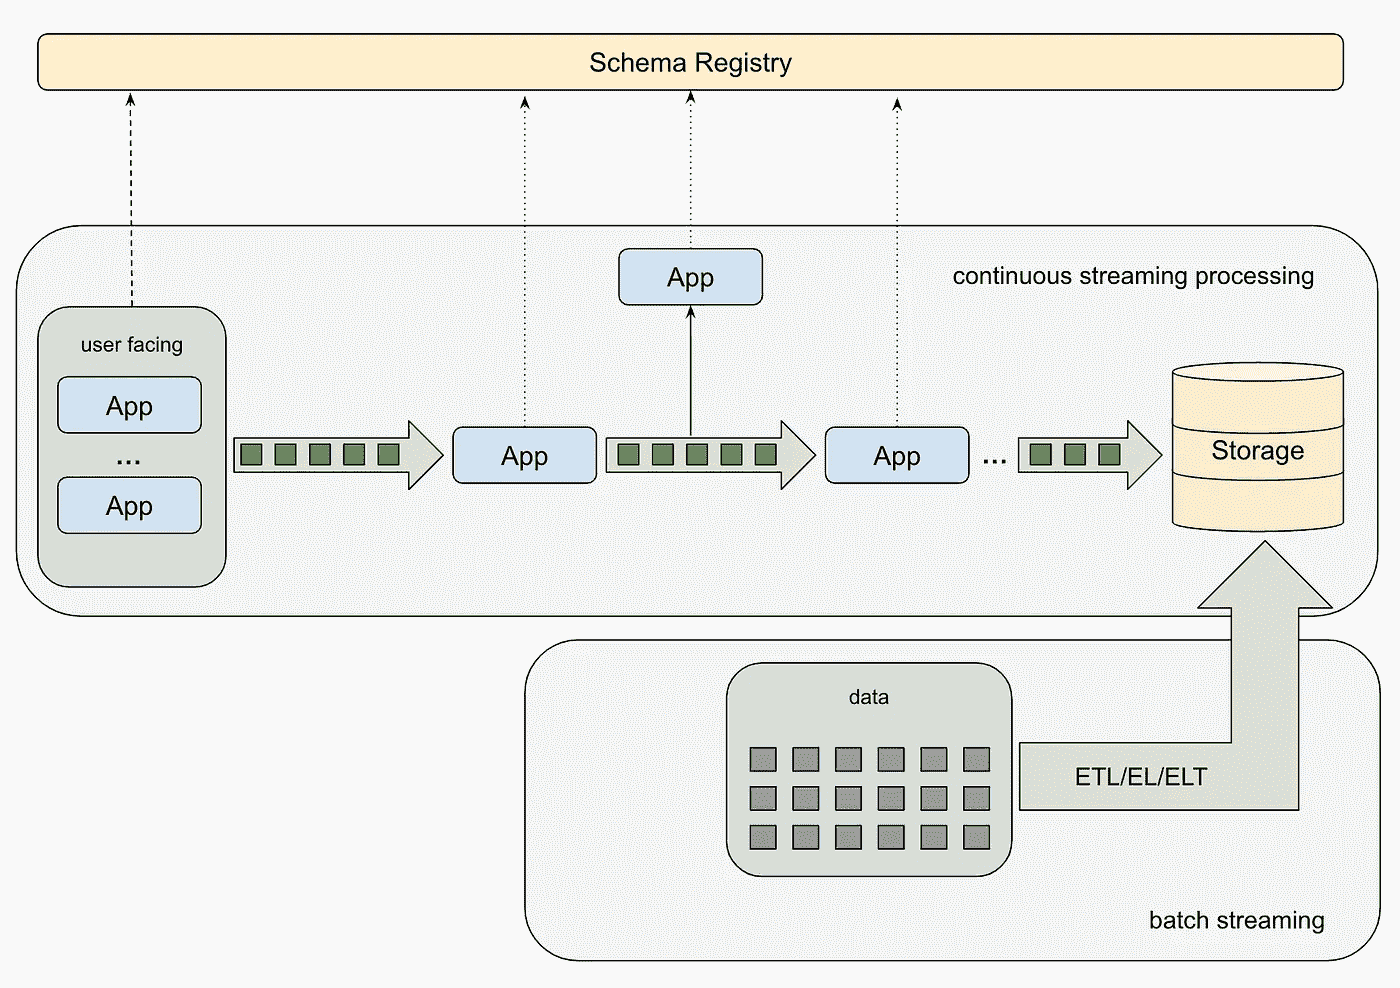 Schema Registry
App
continuous streaming processing
user facing
App
...
App
App
App
...
Storage
data
ETL/EL/ELT
batch streaming